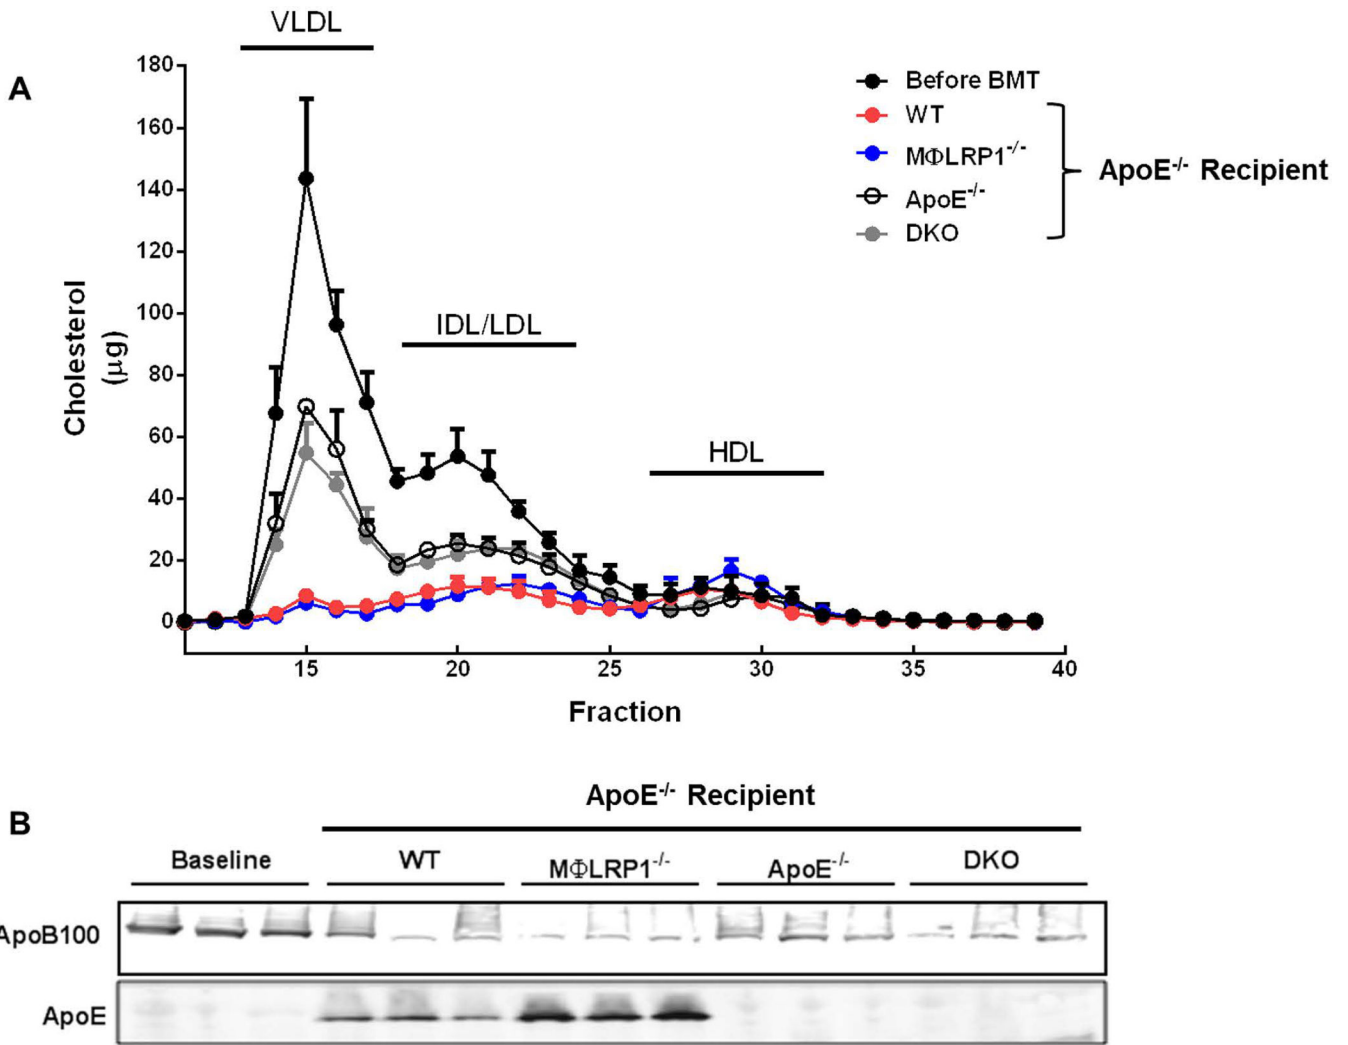 VLDL
A
180
160
140
120
100
80
60
40
20
0
Cholesterol
(μg)
IDL/LDL
HDL
Before BMT
WT
MΦLRP1-/-
ApoE-/-
DKO
ApoE-/- Recipient
15 20 25 30 35 40
Fraction
B
ApoE-/- Recipient
Baseline WT MΦLRP1-/- ApoE-/- DKO
ApoB100
ApoE